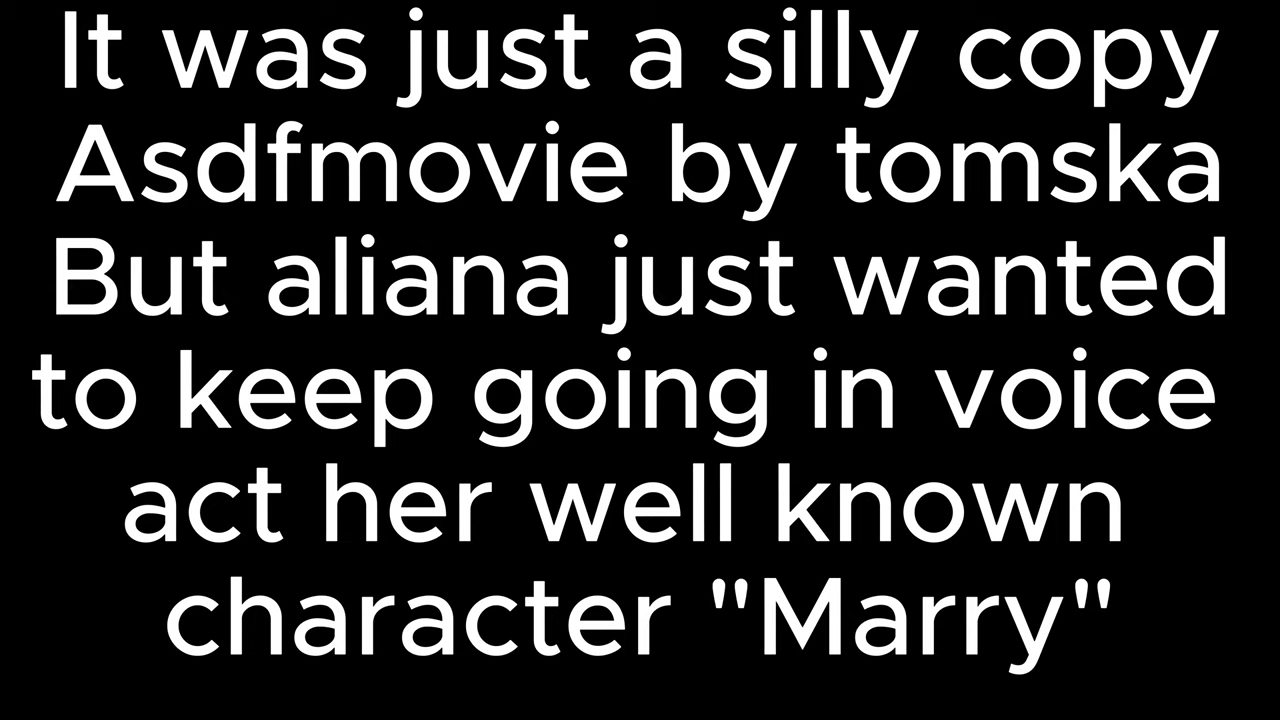 It was just a silly copy
Asdfmovie by tomska
But aliana just wanted
to keep going in voice
act her well known
character "Marry"